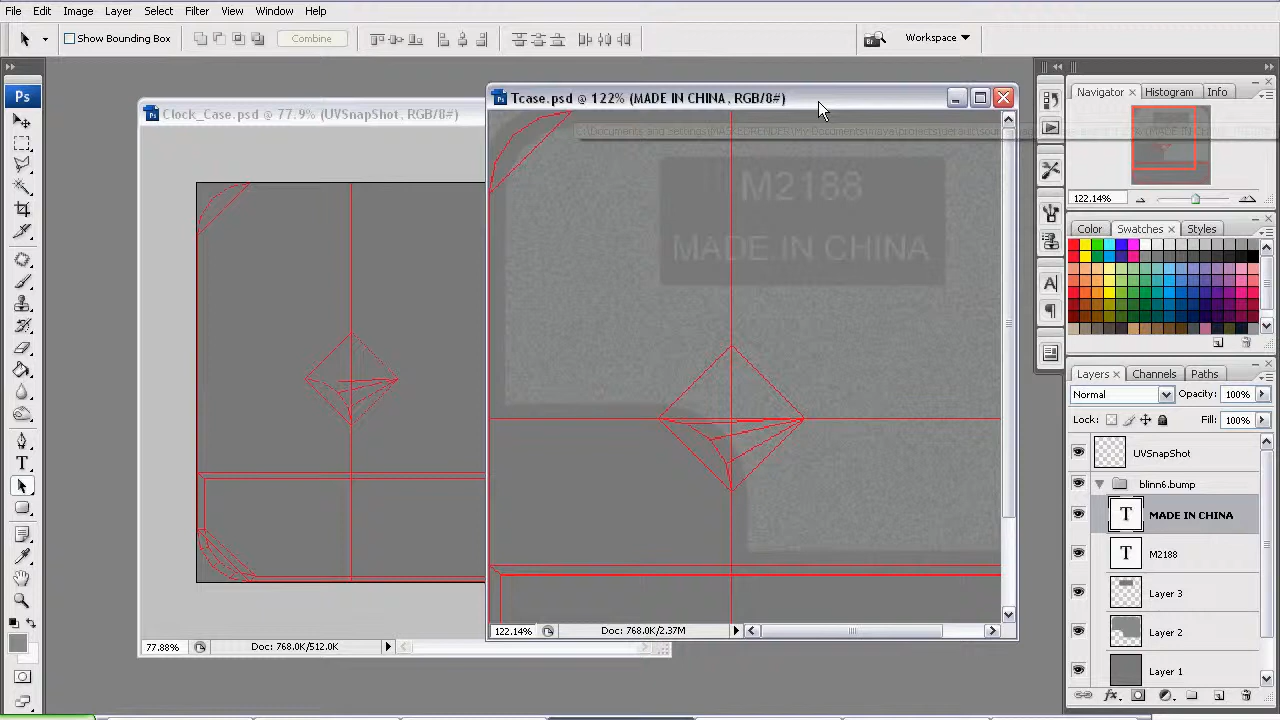 File Edit Image Layer Select Filter View Window Help
Show Bounding Box Combine Workspace
Ps
Clock_Case.psd @ 77.9% (UVSnapShot, RGB/8#)
Tcase.psd @ 122% (MADE IN CHINA, RGB/8#)
M2188
MADE IN CHINA
77.88% Doc: 768.0K/512.0K
122.14% Doc: 768.0K/2.37M
Navigator × Histogram Info
122.14%
Color Swatches × Styles
Layers × Channels Paths
Normal Opacity: 100%
Lock: Fill: 100%
UVSnapShot
blinn6.bump
T MADE IN CHINA
T M2188
Layer 3
Layer 2
Layer 1